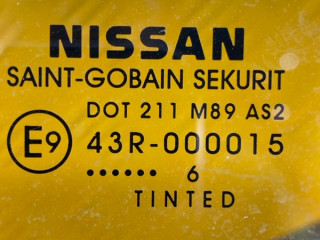 NISSAN
SAINT-GOBAIN SEKURIT
DOT 211 M89 AS2
E9 43R-000015
•••••• 6
TINTED